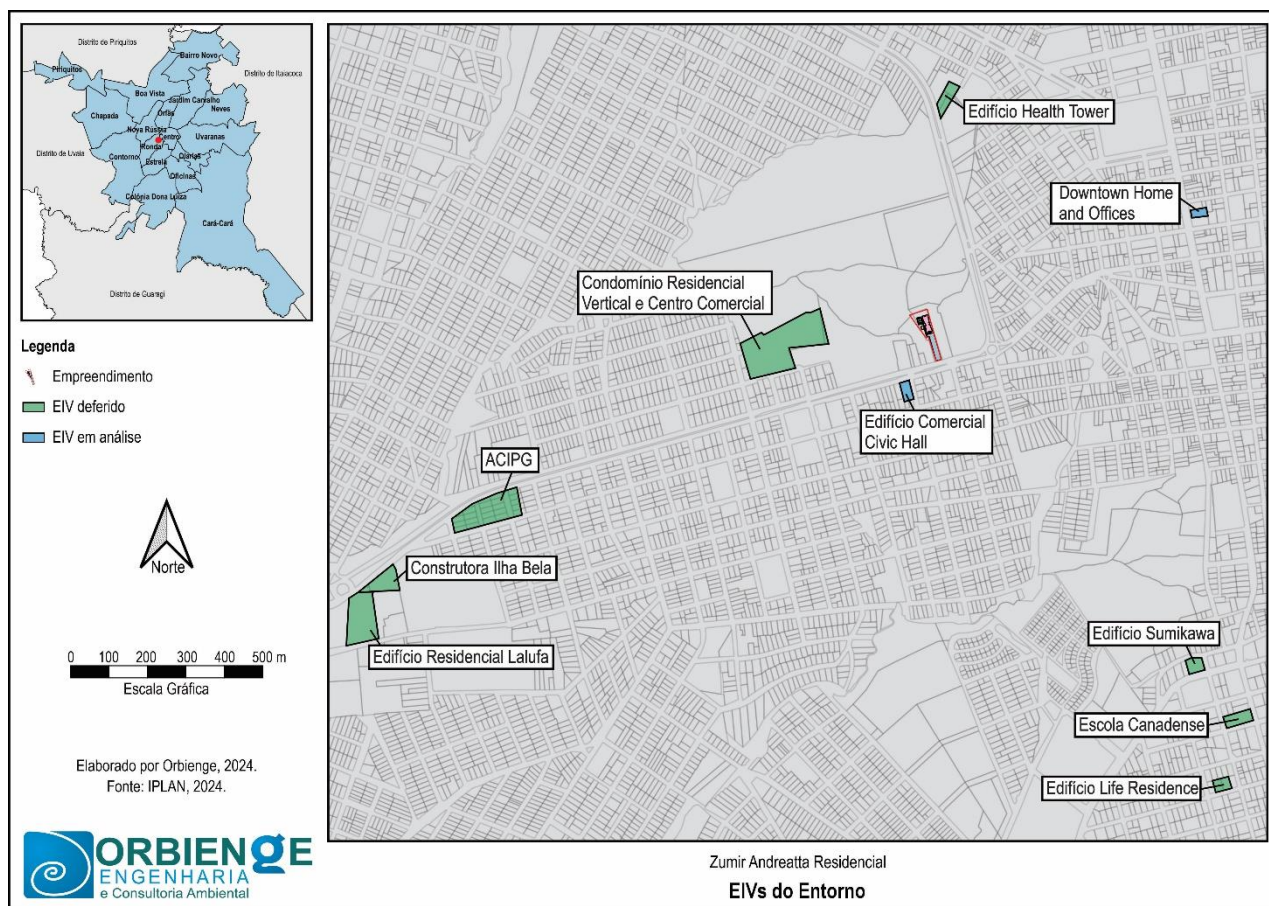 Distrito de Piriquitos
Bairro Novo
Piriquitos
Distrito de Itaiacoca
Boa Vista
Jardim Carvalho
Neves
Chapada
Órfãs
Nova Rússia
Centro
Uvaranas
Ronda
Distrito de Uvaia
Contorno
Estrela
Olarias
Oficinas
Colônia Dona Luíza
Cará-Cará
Distrito de Guaragi
Legenda
Empreendimento
EIV deferido
EIV em análise
Norte
0 100 200 300 400 500 m
Escala Gráfica
Elaborado por Orbienge, 2024.
Fonte: IPLAN, 2024.
ORBIENGE
ENGENHARIA
e Consultoria Ambiental
Edifício Health Tower
Downtown Home
and Offices
Condomínio Residencial
Vertical e Centro Comercial
Edifício Comercial
Civic Hall
ACIPG
Construtora Ilha Bela
Edifício Residencial Lalufa
Edifício Sumikawa
Escola Canadense
Edifício Life Residence
Zumir Andreatta Residencial
EIVs do Entorno